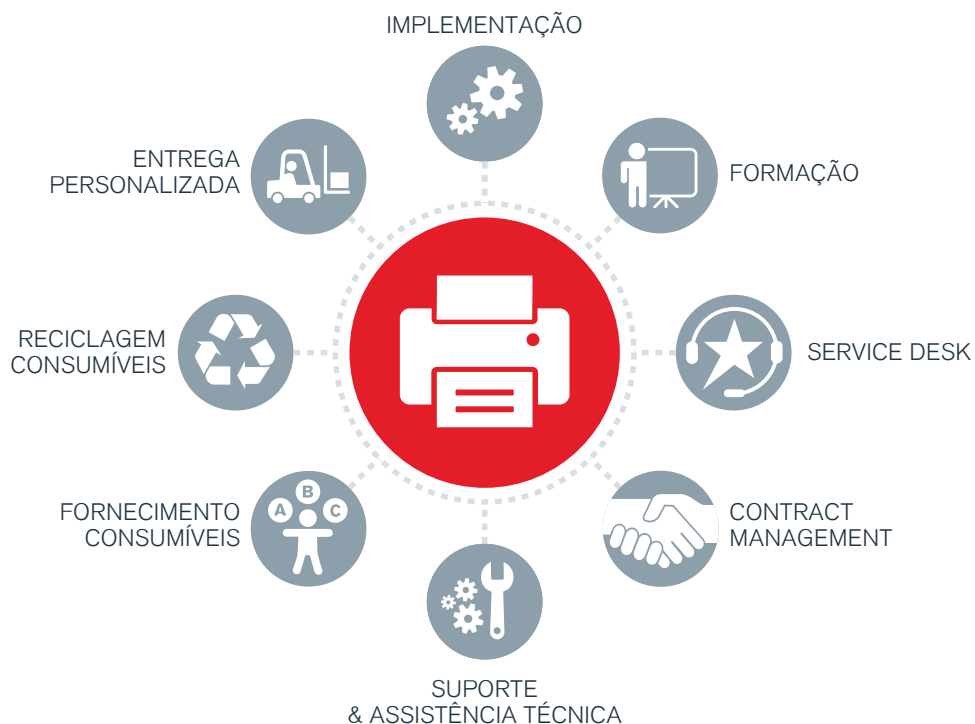 IMPLEMENTAÇÃO
FORMAÇÃO
SERVICE DESK
CONTRACT
MANAGEMENT
SUPORTE
& ASSISTÊNCIA TÉCNICA
FORNECIMENTO
CONSUMÍVEIS
A
B
C
RECICLAGEM
CONSUMÍVEIS
ENTREGA
PERSONALIZADA